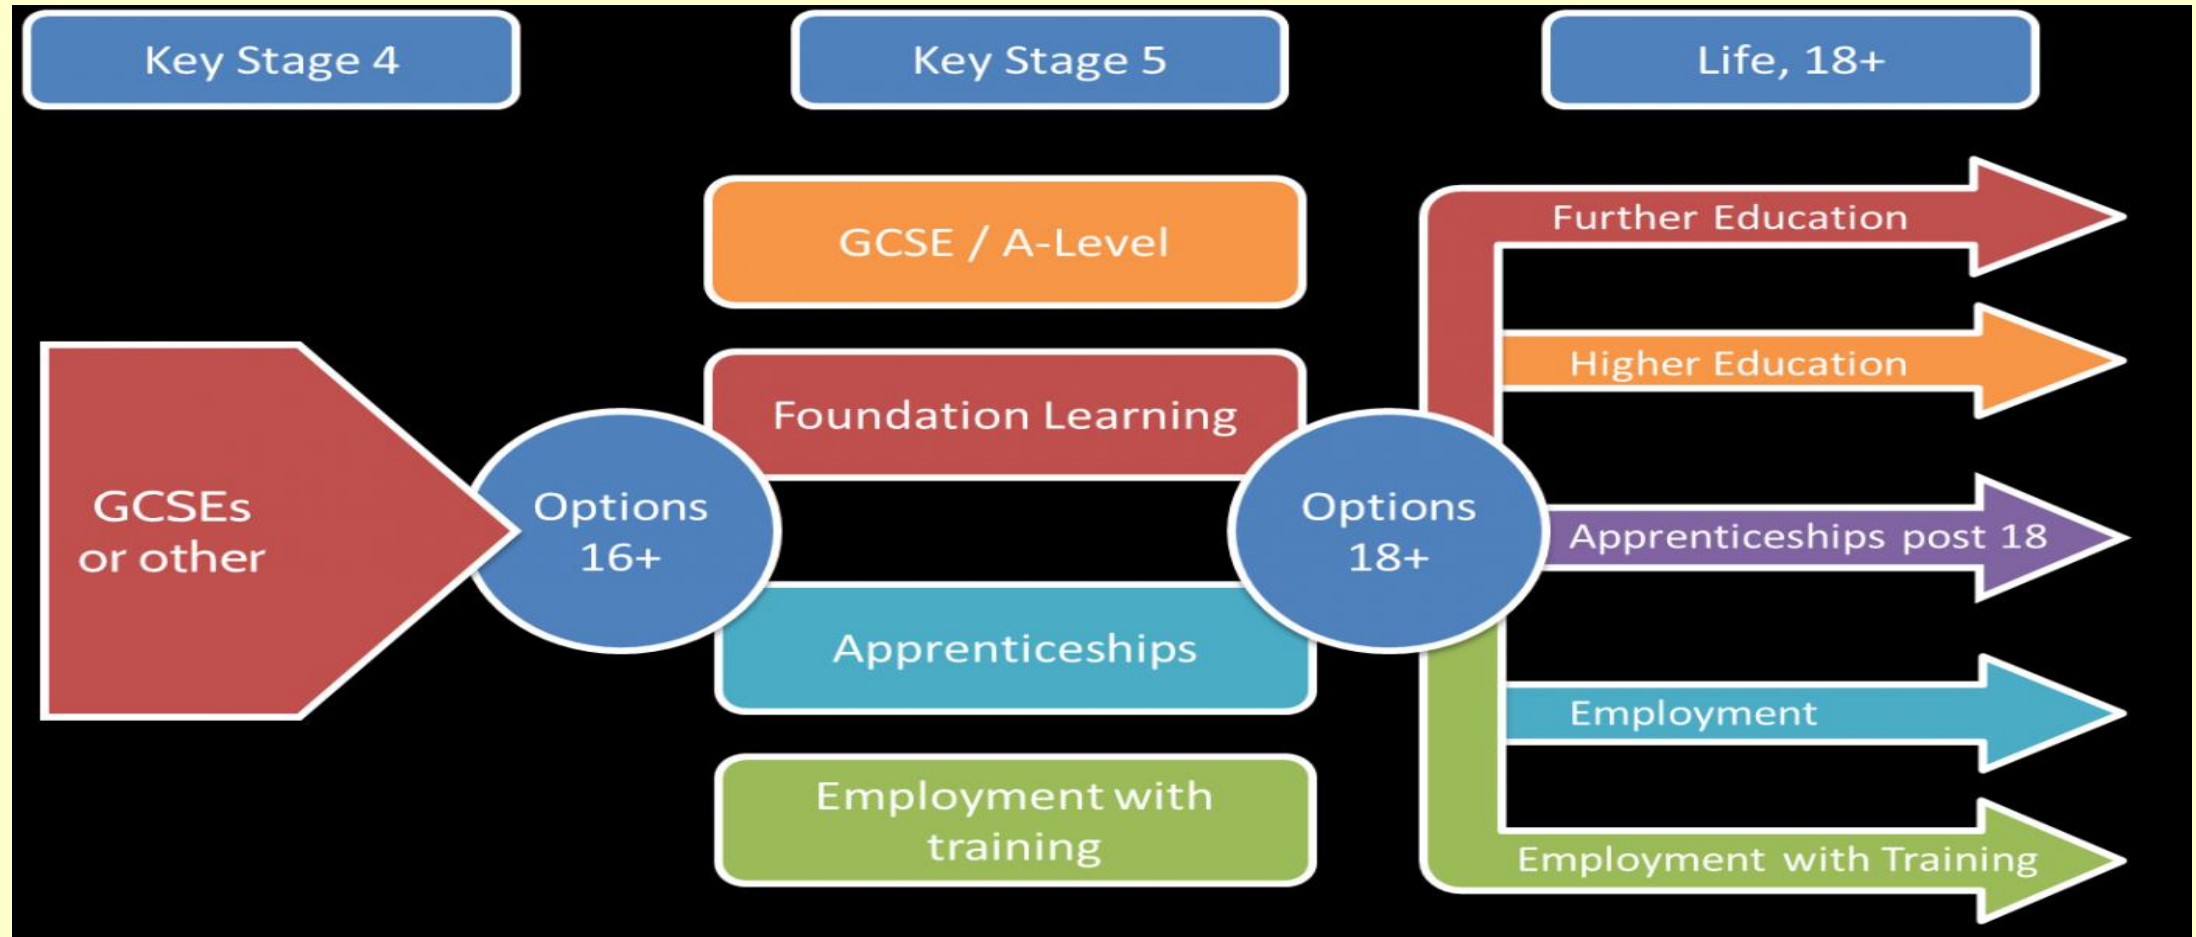 Key Stage 4
Key Stage 5
Life, 18+
GCSEs
or other
Options
16+
GCSE / A-Level
Foundation Learning
Apprenticeships
Employment with
training
Options
18+
Further Education
Higher Education
Apprenticeships post 18
Employment
Employment with Training